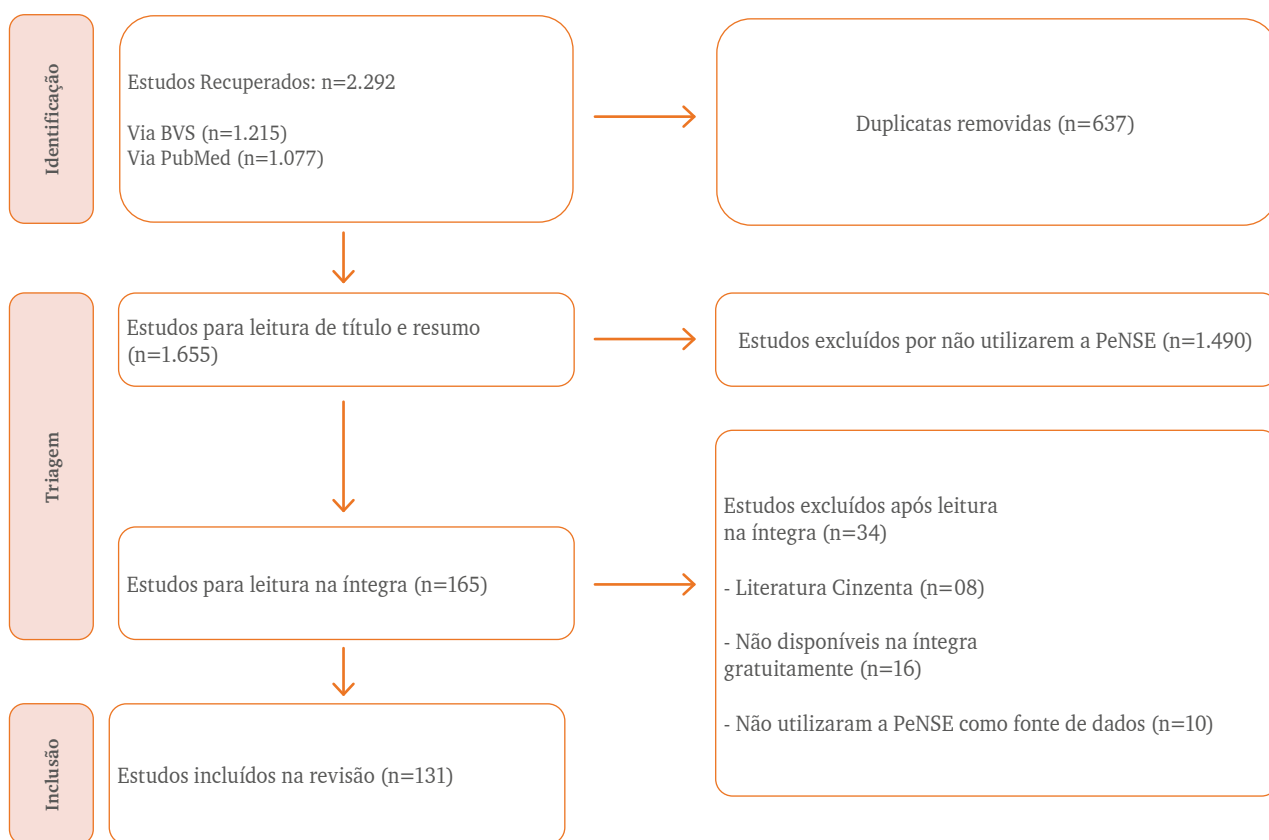 Identificação
Estudos Recuperados: n=2.292
Via BVS (n=1.215)
Via PubMed (n=1.077)
Duplicatas removidas (n=637)
Triagem
Estudos para leitura de título e resumo
(n=1.655)
Estudos excluídos por não utilizarem a PeNSE (n=1.490)
Estudos para leitura na íntegra (n=165)
Estudos excluídos após leitura
na íntegra (n=34)
- Literatura Cinzenta (n=08)
- Não disponíveis na íntegra
gratuitamente (n=16)
- Não utilizaram a PeNSE como fonte de dados (n=10)
Inclusão
Estudos incluídos na revisão (n=131)